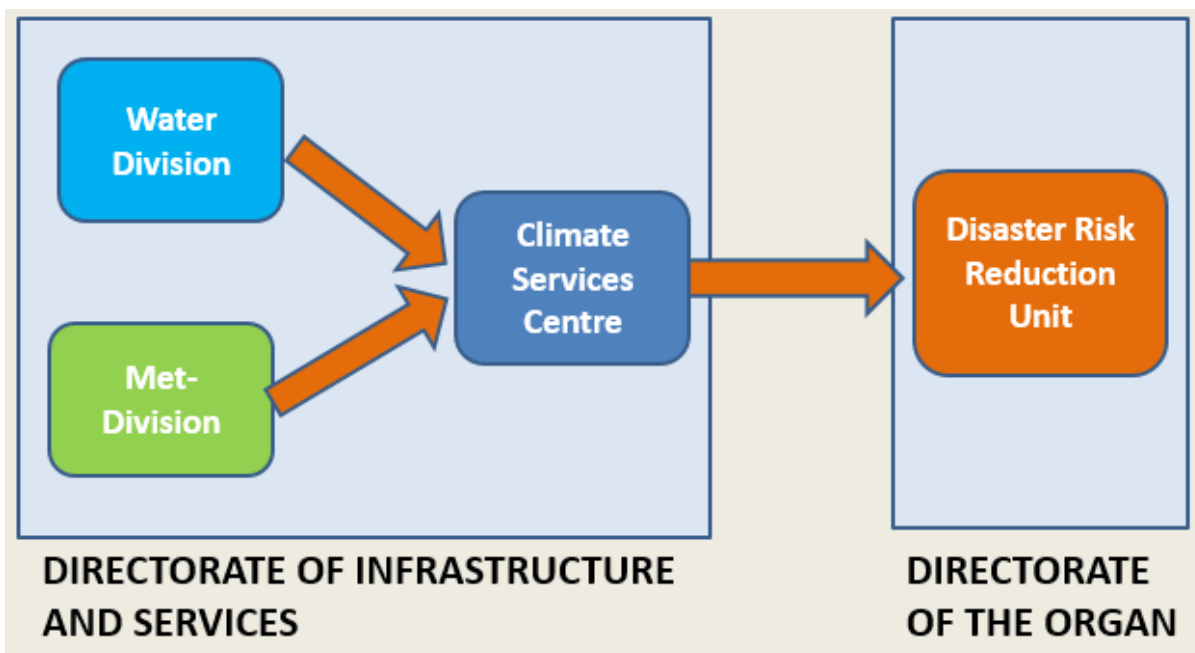 Water
Division
Climate
Services
Centre
Disaster Risk
Reduction
Unit
Met-
Division
DIRECTORATE OF INFRASTRUCTURE
AND SERVICES
DIRECTORATE
OF THE ORGAN